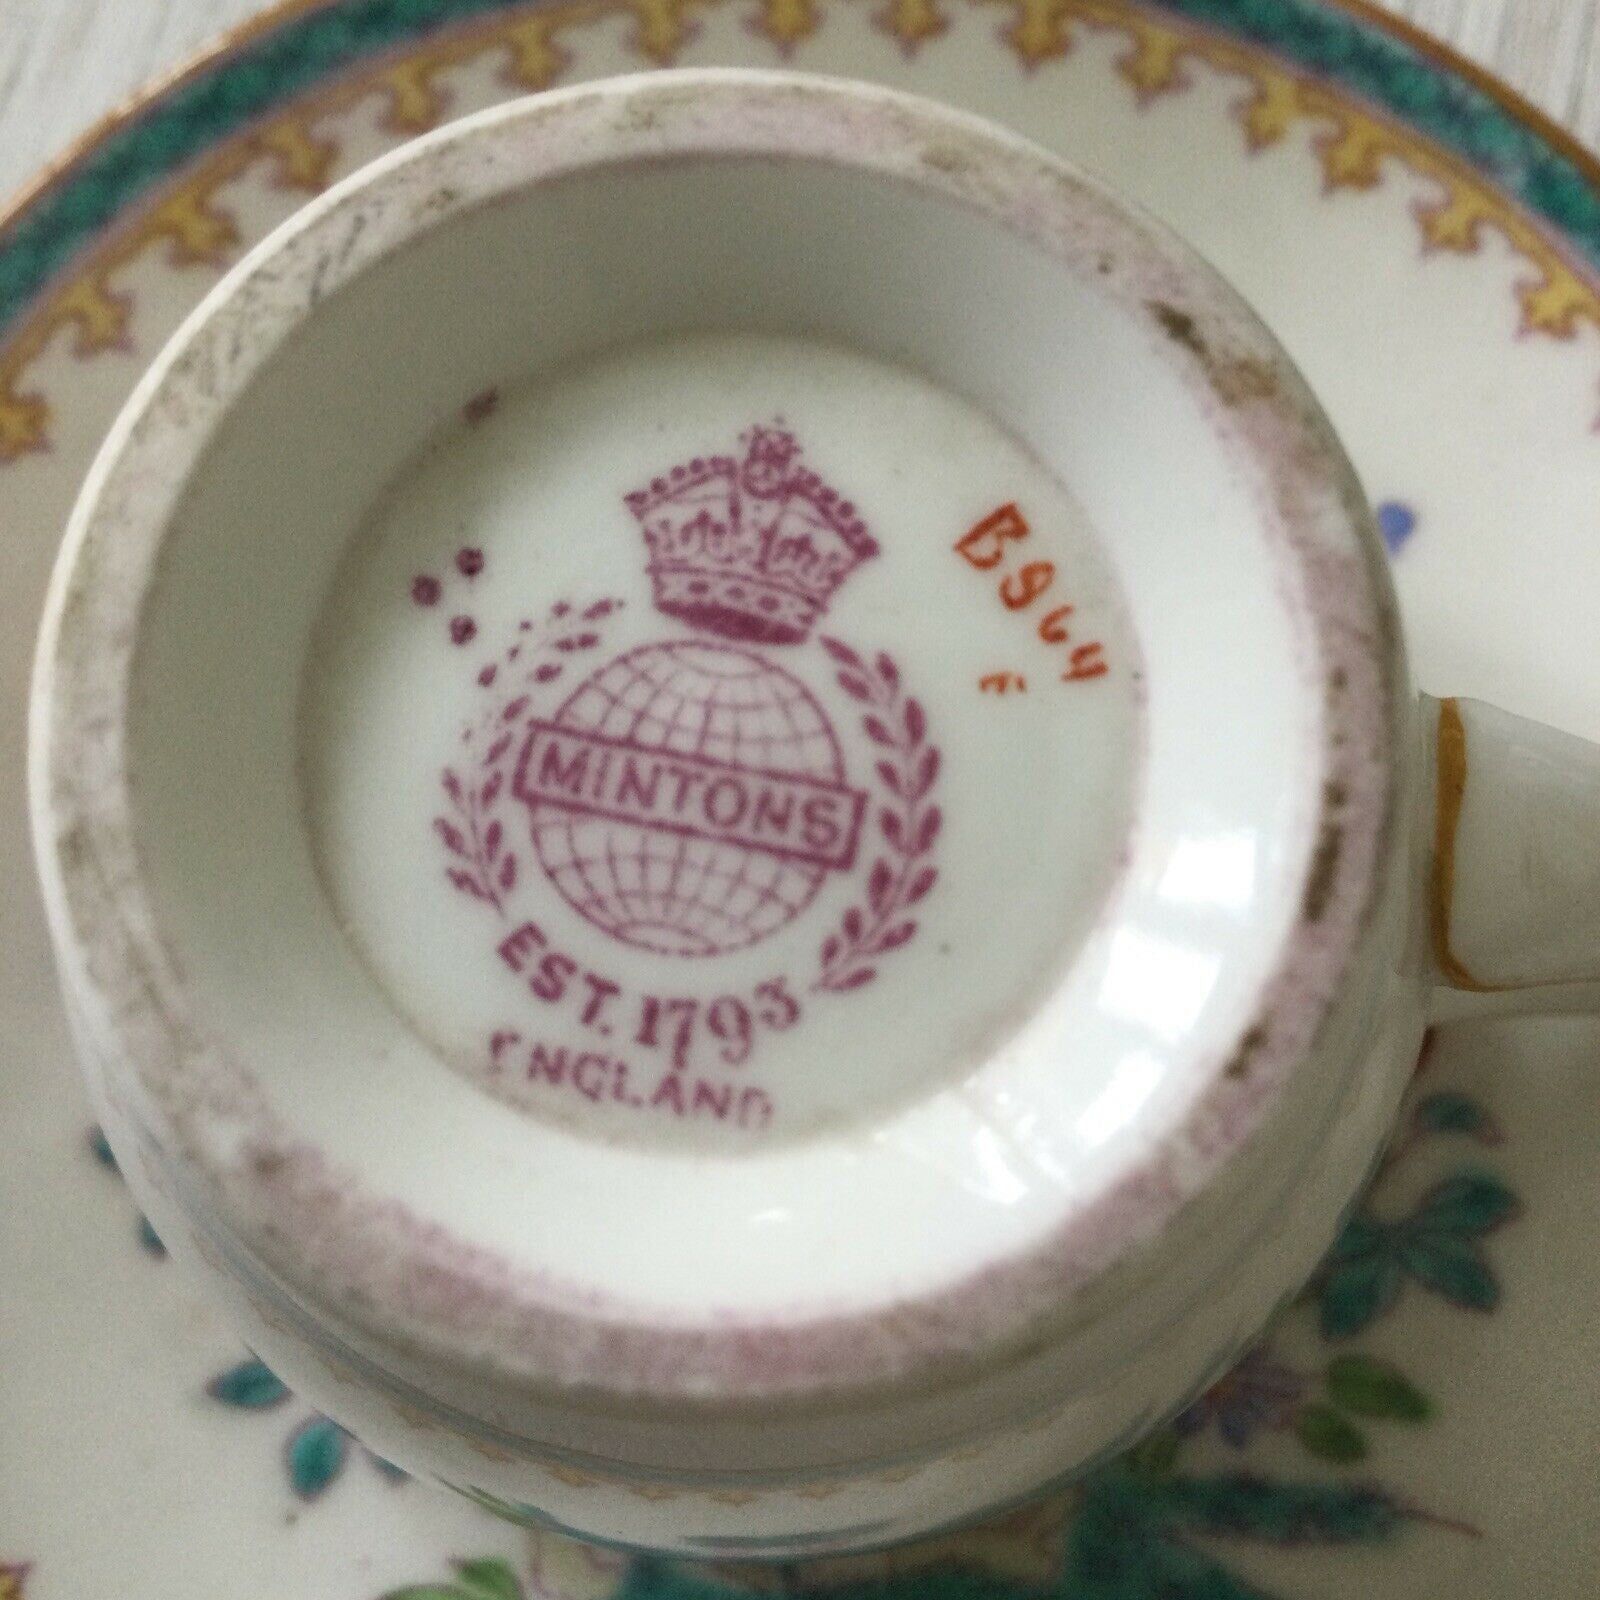 B964
E
MINTONS
EST. 1793
ENGLAND